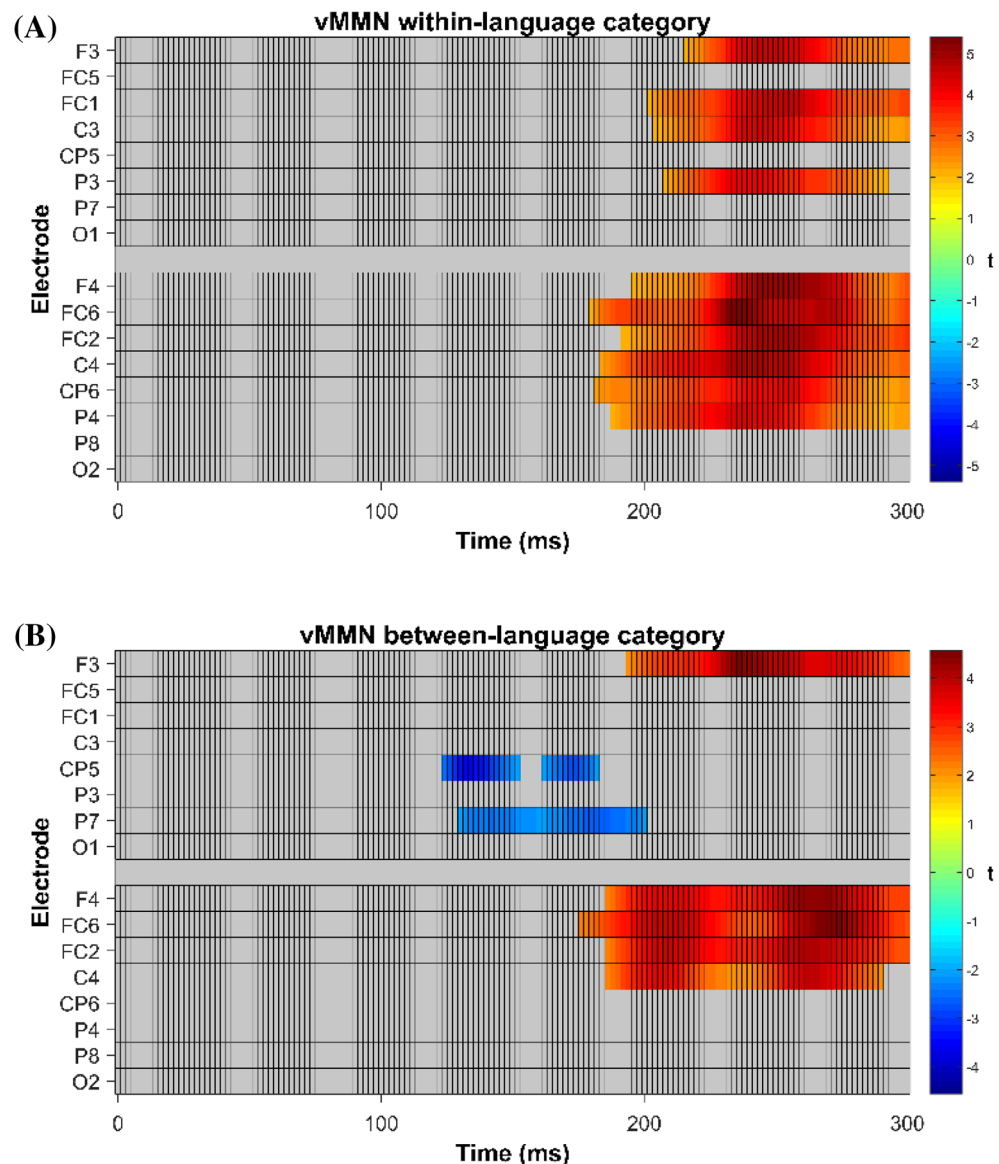 (A)
vMMN within-language category
F3
FC5
FC1
C3
CP5
P3
P7
O1
F4
FC6
FC2
C4
CP6
P4
P8
O2
Electrode
0 100 200 300
Time (ms)
5
4
3
2
1
0
-1
-2
-3
-4
-5
t
(B)
vMMN between-language category
F3
FC5
FC1
C3
CP5
P3
P7
O1
F4
FC6
FC2
C4
CP6
P4
P8
O2
Electrode
0 100 200 300
Time (ms)
4
3
2
1
0
-1
-2
-3
-4
t